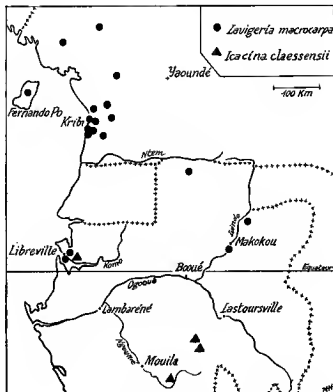 Lavigeria macrocarpa
Icacina claessensii
100 Km
Yaoundé
Fernando Po
Kribi
Ntem
Makokou
Libreville
Komo
Booué
Equateur
Ogooué
Lambaréné
Lastoursville
Mouila